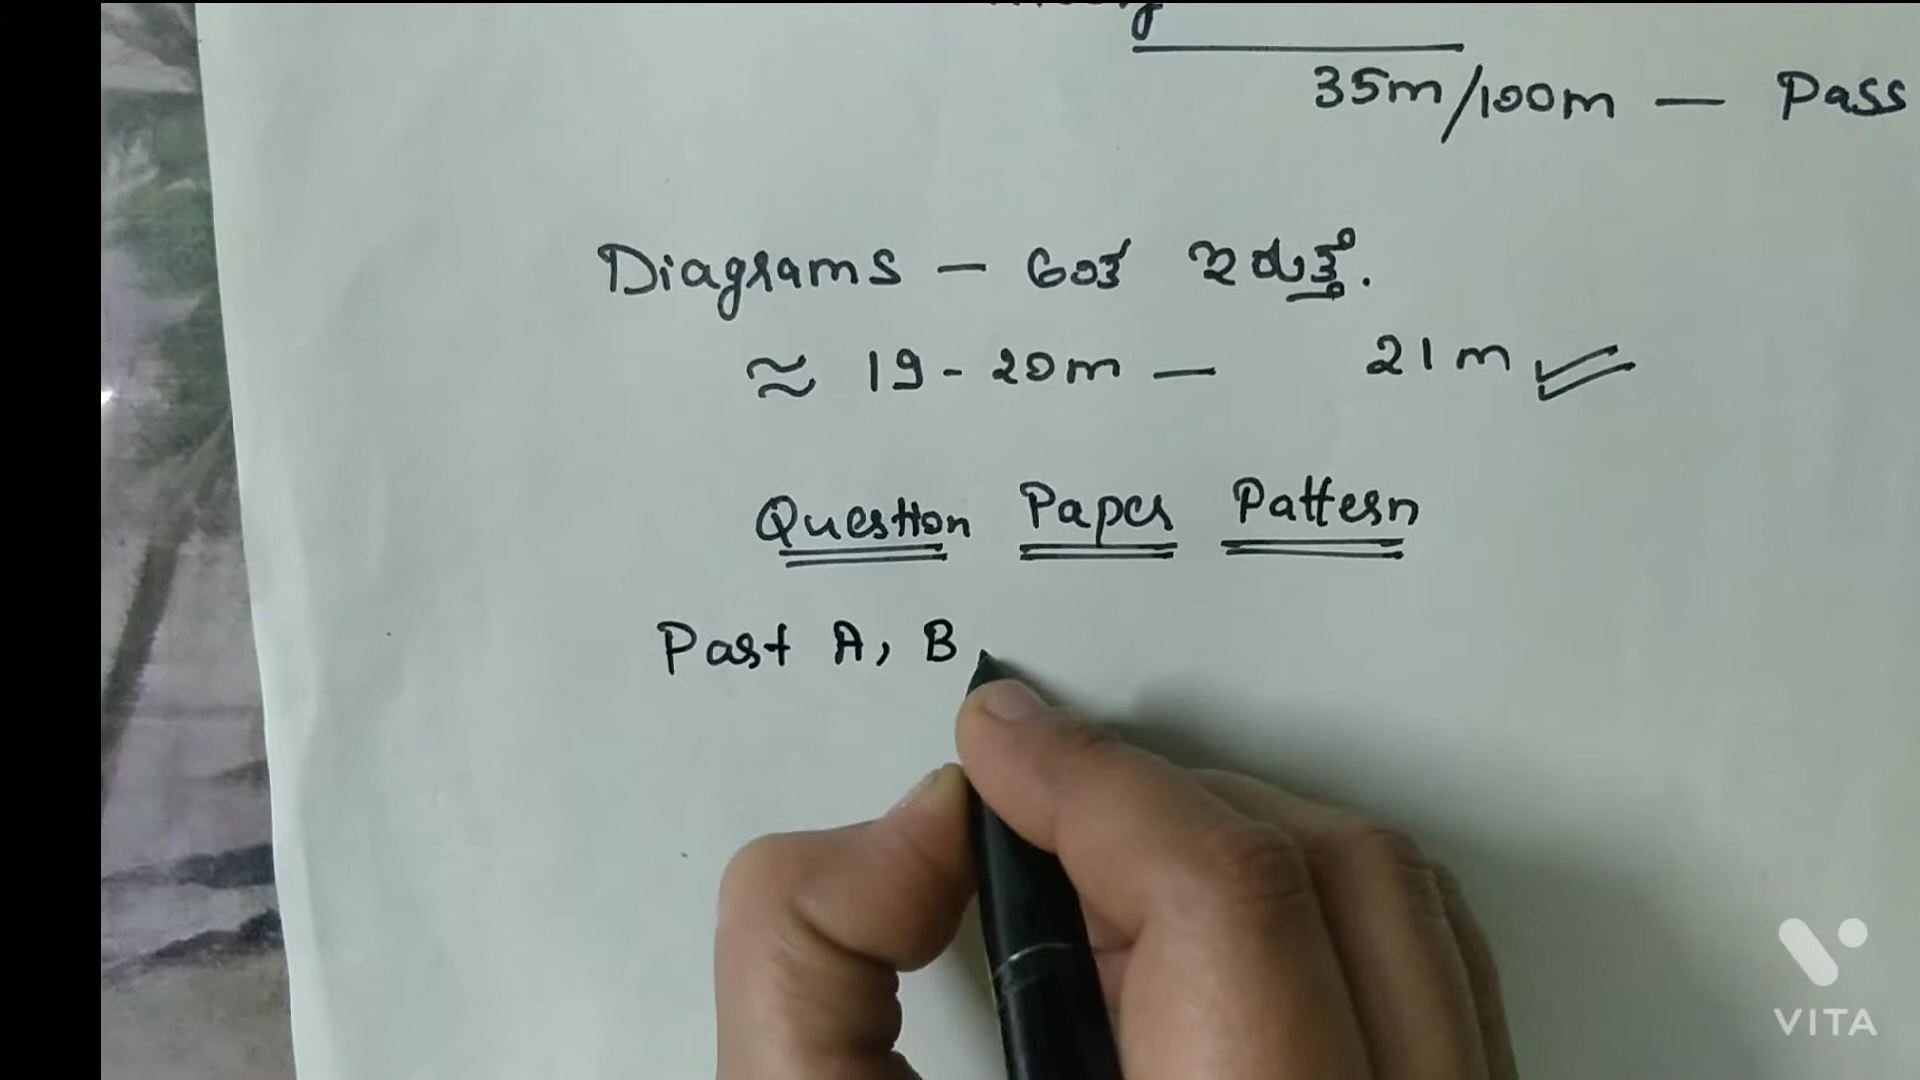 35m/100m — Pass
Diagrams — ಅಂತ ಇರುತ್ತೆ.
≈ 19 - 20m — 21m
Question Paper Pattern
Part A, B
VITA